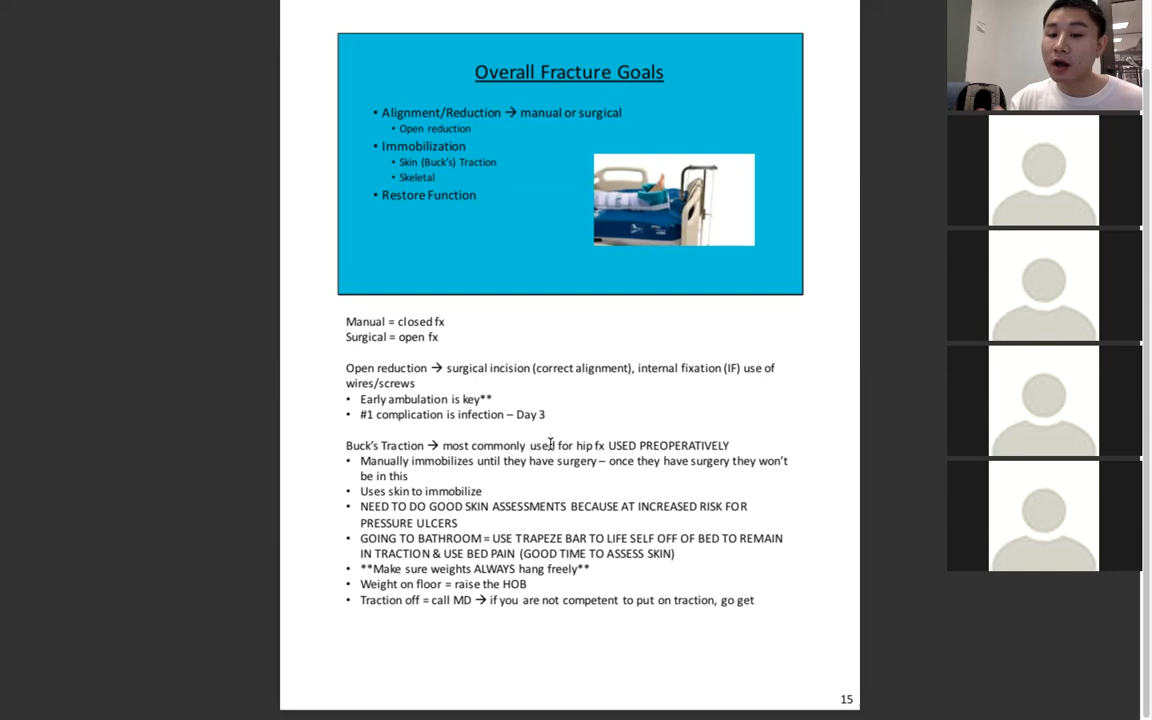 Overall Fracture Goals
• Alignment/Reduction → manual or surgical
• Open reduction
• Immobilization
• Skin (Buck's) Traction
• Skeletal
• Restore Function
Manual = closed fx
Surgical = open fx
Open reduction → surgical incision (correct alignment), internal fixation (IF) use of
wires/screws
• Early ambulation is key**
• #1 complication is infection – Day 3
Buck's Traction → most commonly used for hip fx USED PREOPERATIVELY
• Manually immobilizes until they have surgery – once they have surgery they won't
be in this
• Uses skin to immobilize
• NEED TO DO GOOD SKIN ASSESSMENTS BECAUSE AT INCREASED RISK FOR
PRESSURE ULCERS
• GOING TO BATHROOM = USE TRAPEZE BAR TO LIFE SELF OFF OF BED TO REMAIN
IN TRACTION & USE BED PAIN (GOOD TIME TO ASSESS SKIN)
• **Make sure weights ALWAYS hang freely**
• Weight on floor = raise the HOB
• Traction off = call MD → if you are not competent to put on traction, go get
15